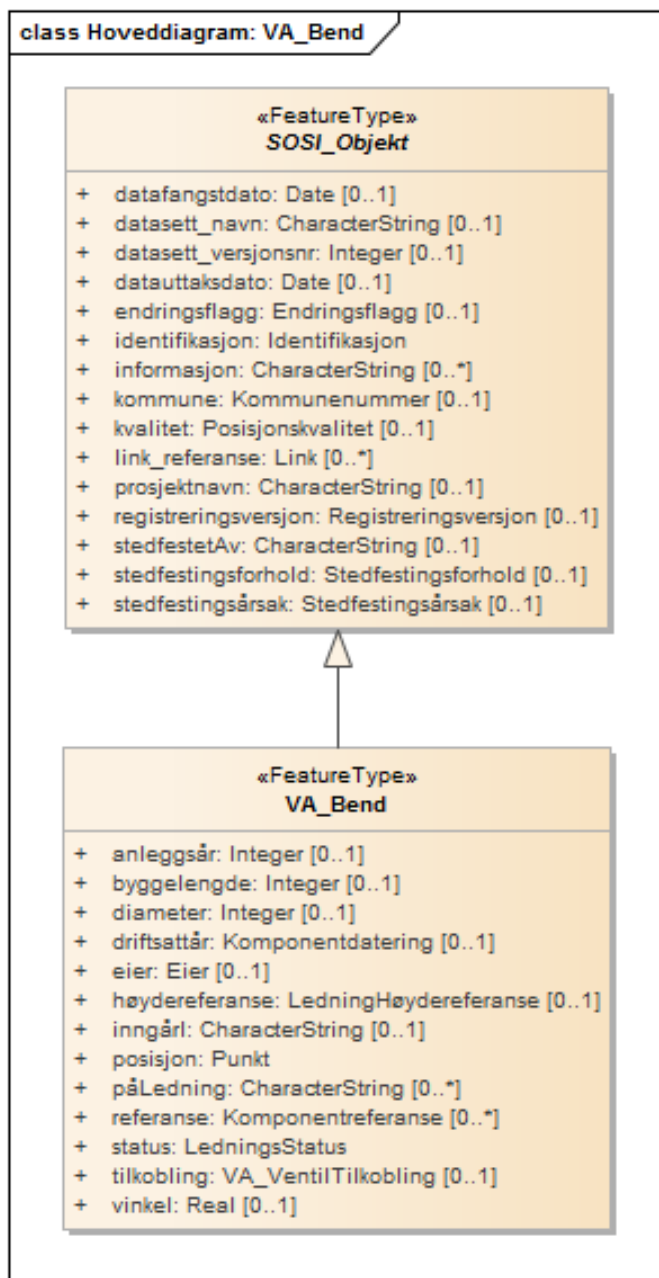 class Hoveddiagram: VA_Bend
«FeatureType»
SOSI_Objekt
+ datafangstdato: Date [0..1]
+ datasett_navn: CharacterString [0..1]
+ datasett_versjonsnr: Integer [0..1]
+ datauttaksdato: Date [0..1]
+ endringsflagg: Endringsflagg [0..1]
+ identifikasjon: Identifikasjon
+ informasjon: CharacterString [0..*]
+ kommune: Kommunenummer [0..1]
+ kvalitet: Posisjonskvalitet [0..1]
+ link_referanse: Link [0..*]
+ prosjektnavn: CharacterString [0..1]
+ registreringsversjon: Registreringsversjon [0..1]
+ stedfestetAv: CharacterString [0..1]
+ stedfestingsforhold: Stedfestingsforhold [0..1]
+ stedfestingsårsak: Stedfestingsårsak [0..1]
«FeatureType»
VA_Bend
+ anleggsår: Integer [0..1]
+ byggelengde: Integer [0..1]
+ diameter: Integer [0..1]
+ driftsattår: Komponentdatering [0..1]
+ eier: Eier [0..1]
+ høydereferanse: LedningHøydereferanse [0..1]
+ inngårI: CharacterString [0..1]
+ posisjon: Punkt
+ påLedning: CharacterString [0..*]
+ referanse: Komponentreferanse [0..*]
+ status: LedningsStatus
+ tilkobling: VA_VentilTilkobling [0..1]
+ vinkel: Real [0..1]